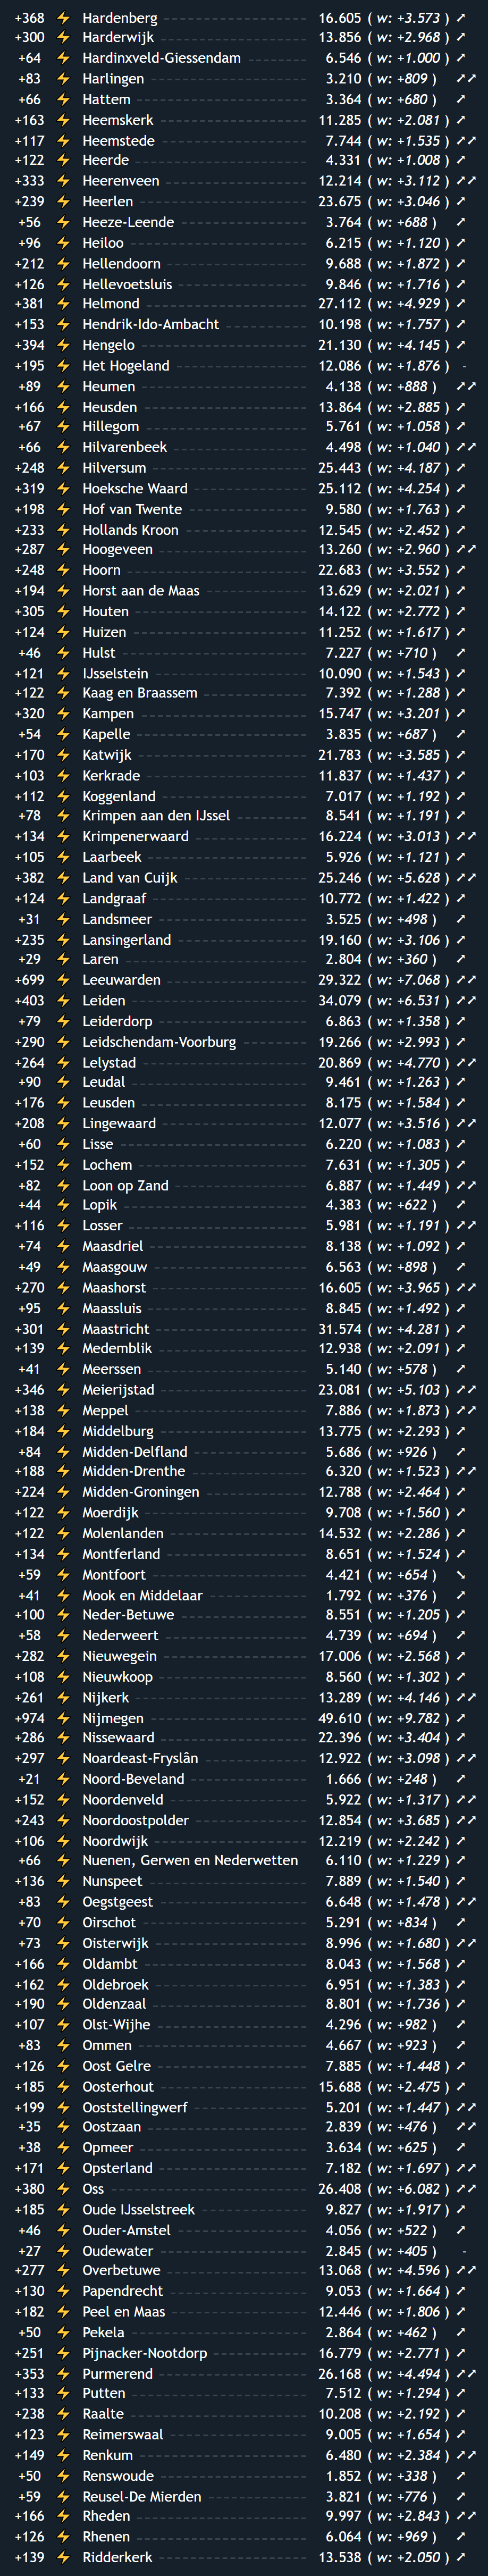 +368 ⚡ Hardenberg 16.605 ( w: +3.573 ) ➚
+300 ⚡ Harderwijk 13.856 ( w: +2.968 ) ➚
+64 ⚡ Hardinxveld-Giessendam 6.546 ( w: +1.000 ) ➚
+83 ⚡ Harlingen 3.210 ( w: +809 ) ➚➚
+66 ⚡ Hattem 3.364 ( w: +680 ) ➚
+163 ⚡ Heemskerk 11.285 ( w: +2.081 ) ➚
+117 ⚡ Heemstede 7.744 ( w: +1.535 ) ➚➚
+122 ⚡ Heerde 4.331 ( w: +1.008 ) ➚
+333 ⚡ Heerenveen 12.214 ( w: +3.112 ) ➚➚
+239 ⚡ Heerlen 23.675 ( w: +3.046 ) ➚
+56 ⚡ Heeze-Leende 3.764 ( w: +688 ) ➚
+96 ⚡ Heiloo 6.215 ( w: +1.120 ) ➚
+212 ⚡ Hellendoorn 9.688 ( w: +1.872 ) ➚
+126 ⚡ Hellevoetsluis 9.846 ( w: +1.716 ) ➚
+381 ⚡ Helmond 27.112 ( w: +4.929 ) ➚
+153 ⚡ Hendrik-Ido-Ambacht 10.198 ( w: +1.757 ) ➚
+394 ⚡ Hengelo 21.130 ( w: +4.145 ) ➚
+195 ⚡ Het Hogeland 12.086 ( w: +1.876 ) -
+89 ⚡ Heumen 4.138 ( w: +888 ) ➚➚
+166 ⚡ Heusden 13.864 ( w: +2.885 ) ➚
+67 ⚡ Hillegom 5.761 ( w: +1.058 ) ➚
+66 ⚡ Hilvarenbeek 4.498 ( w: +1.040 ) ➚➚
+248 ⚡ Hilversum 25.443 ( w: +4.187 ) ➚
+319 ⚡ Hoeksche Waard 25.112 ( w: +4.254 ) ➚
+198 ⚡ Hof van Twente 9.580 ( w: +1.763 ) ➚
+233 ⚡ Hollands Kroon 12.545 ( w: +2.452 ) ➚
+287 ⚡ Hoogeveen 13.260 ( w: +2.960 ) ➚➚
+248 ⚡ Hoorn 22.683 ( w: +3.552 ) ➚
+194 ⚡ Horst aan de Maas 13.629 ( w: +2.021 ) ➚
+305 ⚡ Houten 14.122 ( w: +2.772 ) ➚
+124 ⚡ Huizen 11.252 ( w: +1.617 ) ➚
+46 ⚡ Hulst 7.227 ( w: +710 ) ➚
+121 ⚡ IJsselstein 10.090 ( w: +1.543 ) ➚
+122 ⚡ Kaag en Braassem 7.392 ( w: +1.288 ) ➚
+320 ⚡ Kampen 15.747 ( w: +3.201 ) ➚
+54 ⚡ Kapelle 3.835 ( w: +687 ) ➚
+170 ⚡ Katwijk 21.783 ( w: +3.585 ) ➚
+103 ⚡ Kerkrade 11.837 ( w: +1.437 ) ➚
+112 ⚡ Koggenland 7.017 ( w: +1.192 ) ➚
+78 ⚡ Krimpen aan den IJssel 8.541 ( w: +1.191 ) ➚
+134 ⚡ Krimpenerwaard 16.224 ( w: +3.013 ) ➚➚
+105 ⚡ Laarbeek 5.926 ( w: +1.121 ) ➚
+382 ⚡ Land van Cuijk 25.246 ( w: +5.628 ) ➚➚
+124 ⚡ Landgraaf 10.772 ( w: +1.422 ) ➚
+31 ⚡ Landsmeer 3.525 ( w: +498 ) ➚
+235 ⚡ Lansingerland 19.160 ( w: +3.106 ) ➚
+29 ⚡ Laren 2.804 ( w: +360 ) ➚
+699 ⚡ Leeuwarden 29.322 ( w: +7.068 ) ➚➚
+403 ⚡ Leiden 34.079 ( w: +6.531 ) ➚➚
+79 ⚡ Leiderdorp 6.863 ( w: +1.358 ) ➚
+290 ⚡ Leidschendam-Voorburg 19.266 ( w: +2.993 ) ➚
+264 ⚡ Lelystad 20.869 ( w: +4.770 ) ➚➚
+90 ⚡ Leudal 9.461 ( w: +1.263 ) ➚
+176 ⚡ Leusden 8.175 ( w: +1.584 ) ➚
+208 ⚡ Lingewaard 12.077 ( w: +3.516 ) ➚➚
+60 ⚡ Lisse 6.220 ( w: +1.083 ) ➚
+152 ⚡ Lochem 7.631 ( w: +1.305 ) ➚
+82 ⚡ Loon op Zand 6.887 ( w: +1.449 ) ➚➚
+44 ⚡ Lopik 4.383 ( w: +622 ) ➚
+116 ⚡ Losser 5.981 ( w: +1.191 ) ➚➚
+74 ⚡ Maasdriel 8.138 ( w: +1.092 ) ➚
+49 ⚡ Maasgouw 6.563 ( w: +898 ) ➚
+270 ⚡ Maashorst 16.605 ( w: +3.965 ) ➚➚
+95 ⚡ Maassluis 8.845 ( w: +1.492 ) ➚
+301 ⚡ Maastricht 31.574 ( w: +4.281 ) ➚
+139 ⚡ Medemblik 12.938 ( w: +2.091 ) ➚
+41 ⚡ Meerssen 5.140 ( w: +578 ) ➚
+346 ⚡ Meierijstad 23.081 ( w: +5.103 ) ➚➚
+138 ⚡ Meppel 7.886 ( w: +1.873 ) ➚➚
+184 ⚡ Middelburg 13.775 ( w: +2.293 ) ➚
+84 ⚡ Midden-Delfland 5.686 ( w: +926 ) ➚
+188 ⚡ Midden-Drenthe 6.320 ( w: +1.523 ) ➚➚
+224 ⚡ Midden-Groningen 12.788 ( w: +2.464 ) ➚
+122 ⚡ Moerdijk 9.708 ( w: +1.560 ) ➚
+122 ⚡ Molenlanden 14.532 ( w: +2.286 ) ➚
+134 ⚡ Montferland 8.651 ( w: +1.524 ) ➚
+59 ⚡ Montfoort 4.421 ( w: +654 ) ➘
+41 ⚡ Mook en Middelaar 1.792 ( w: +376 ) ➚
+100 ⚡ Neder-Betuwe 8.551 ( w: +1.205 ) ➚
+58 ⚡ Nederweert 4.739 ( w: +694 ) ➚
+282 ⚡ Nieuwegein 17.006 ( w: +2.568 ) ➚
+108 ⚡ Nieuwkoop 8.560 ( w: +1.302 ) ➚
+261 ⚡ Nijkerk 13.289 ( w: +4.146 ) ➚➚
+974 ⚡ Nijmegen 49.610 ( w: +9.782 ) ➚
+286 ⚡ Nissewaard 22.396 ( w: +3.404 ) ➚
+297 ⚡ Noardeast-Fryslân 12.922 ( w: +3.098 ) ➚➚
+21 ⚡ Noord-Beveland 1.666 ( w: +248 ) ➚
+152 ⚡ Noordenveld 5.922 ( w: +1.317 ) ➚➚
+243 ⚡ Noordoostpolder 12.854 ( w: +3.685 ) ➚➚
+106 ⚡ Noordwijk 12.219 ( w: +2.242 ) ➚
+66 ⚡ Nuenen, Gerwen en Nederwetten 6.110 ( w: +1.229 ) ➚
+136 ⚡ Nunspeet 7.889 ( w: +1.540 ) ➚
+83 ⚡ Oegstgeest 6.648 ( w: +1.478 ) ➚➚
+70 ⚡ Oirschot 5.291 ( w: +834 ) ➚
+73 ⚡ Oisterwijk 8.996 ( w: +1.680 ) ➚➚
+166 ⚡ Oldambt 8.043 ( w: +1.568 ) ➚
+162 ⚡ Oldebroek 6.951 ( w: +1.383 ) ➚
+190 ⚡ Oldenzaal 8.801 ( w: +1.736 ) ➚
+107 ⚡ Olst-Wijhe 4.296 ( w: +982 ) ➚
+83 ⚡ Ommen 4.667 ( w: +923 ) ➚
+126 ⚡ Oost Gelre 7.885 ( w: +1.448 ) ➚
+185 ⚡ Oosterhout 15.688 ( w: +2.475 ) ➚
+199 ⚡ Ooststellingwerf 5.201 ( w: +1.447 ) ➚➚
+35 ⚡ Oostzaan 2.839 ( w: +476 ) ➚➚
+38 ⚡ Opmeer 3.634 ( w: +625 ) ➚
+171 ⚡ Opsterland 7.182 ( w: +1.697 ) ➚➚
+380 ⚡ Oss 26.408 ( w: +6.082 ) ➚➚
+185 ⚡ Oude IJsselstreek 9.827 ( w: +1.917 ) ➚
+46 ⚡ Ouder-Amstel 4.056 ( w: +522 ) ➚
+27 ⚡ Oudewater 2.845 ( w: +405 ) -
+277 ⚡ Overbetuwe 13.068 ( w: +4.596 ) ➚➚
+130 ⚡ Papendrecht 9.053 ( w: +1.664 ) ➚
+182 ⚡ Peel en Maas 12.446 ( w: +1.806 ) ➚
+50 ⚡ Pekela 2.864 ( w: +462 ) ➚
+251 ⚡ Pijnacker-Nootdorp 16.779 ( w: +2.771 ) ➚
+353 ⚡ Purmerend 26.168 ( w: +4.494 ) ➚➚
+133 ⚡ Putten 7.512 ( w: +1.294 ) ➚
+238 ⚡ Raalte 10.208 ( w: +2.192 ) ➚
+123 ⚡ Reimerswaal 9.005 ( w: +1.654 ) ➚
+149 ⚡ Renkum 6.480 ( w: +2.384 ) ➚➚
+50 ⚡ Renswoude 1.852 ( w: +338 ) ➚
+59 ⚡ Reusel-De Mierden 3.821 ( w: +776 ) ➚
+166 ⚡ Rheden 9.997 ( w: +2.843 ) ➚➚
+126 ⚡ Rhenen 6.064 ( w: +969 ) ➚
+139 ⚡ Ridderkerk 13.538 ( w: +2.050 ) ➚